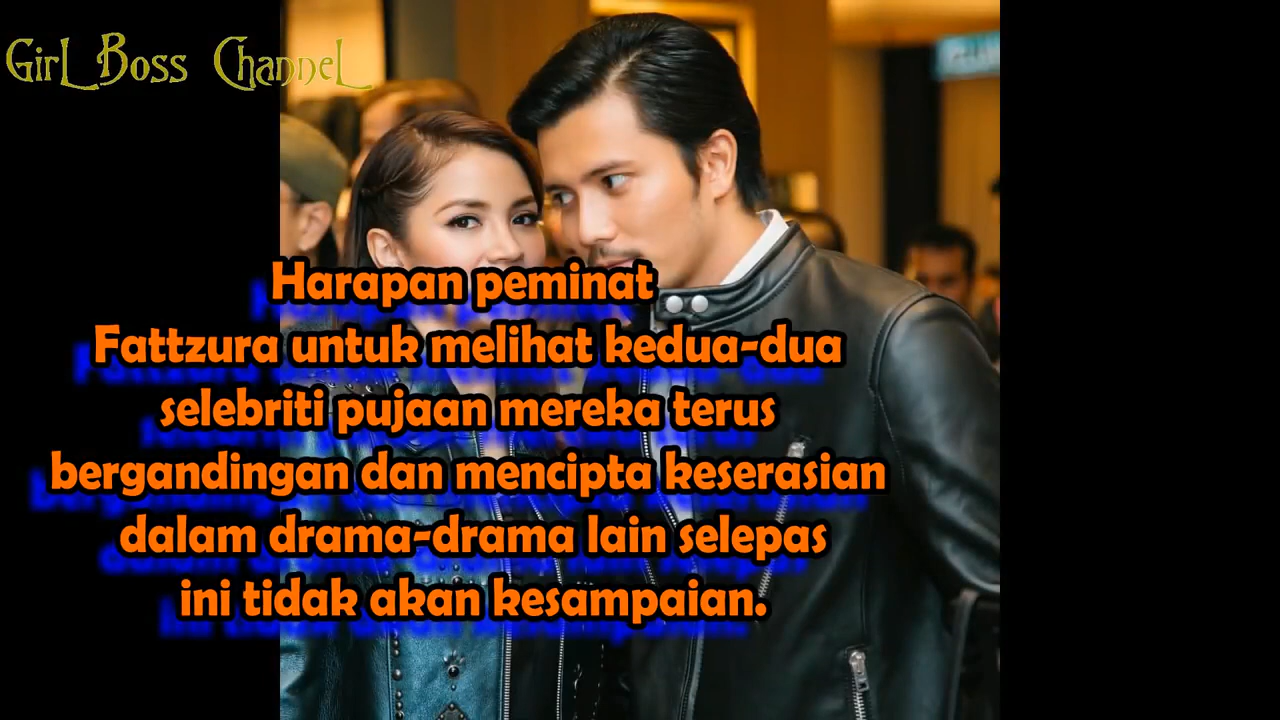 Girl Boss Channel
Harapan peminat
Fattzura untuk melihat kedua-dua
selebriti pujaan mereka terus
bergandingan dan mencipta keserasian
dalam drama-drama lain selepas
ini tidak akan kesampaian.